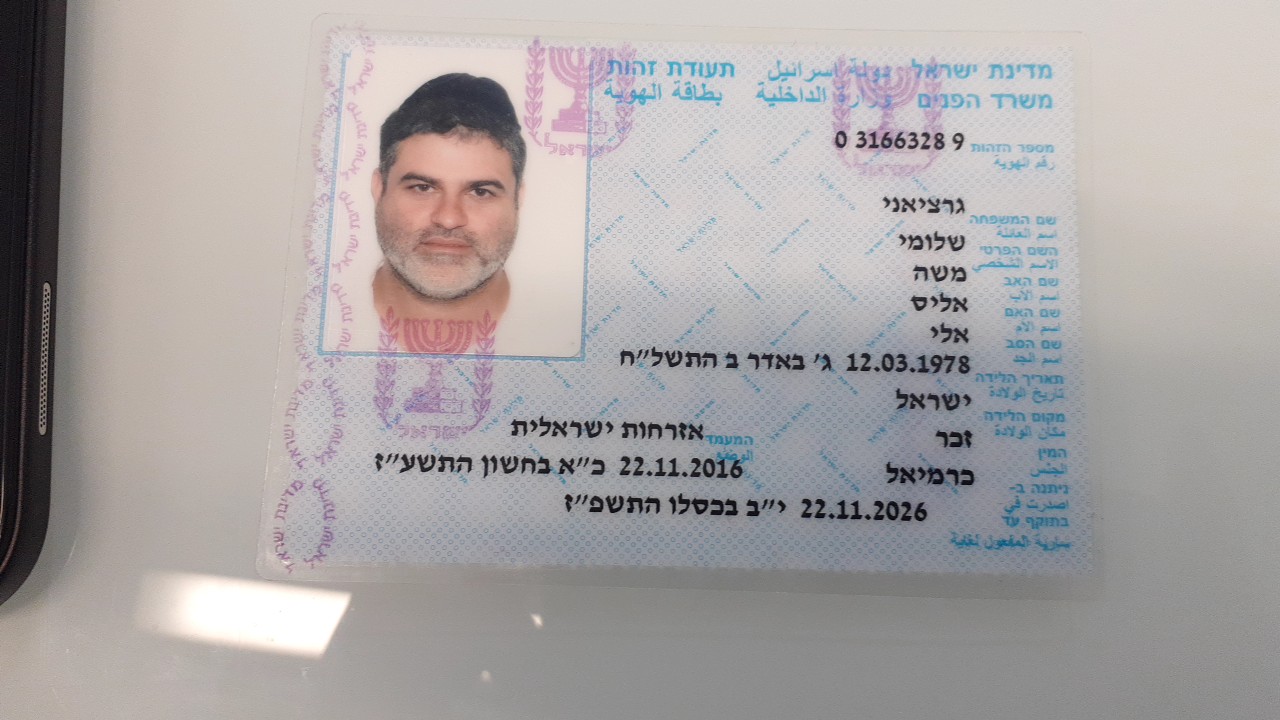 מדינת ישראל دولة اسرائيل תעודת זהות
משרד הפנים وزارة الداخلية بطاقة الهوية
מספר הזהות 0 3166328 9
رقم الهوية
שם המשפחה גרציאני
اسم العائلة
השם הפרטי שלומי
الاسم الشخصي
שם האב משה
اسم الأب
שם האם אליס
اسم الأم
שם הסב אלי
اسم الجد
תאריך הלידה 12.03.1978 ג׳ באדר ב התשל״ח
تاريخ الولادة
מקום הלידה ישראל
مكان الولادة
המין זכר המעמד אזרחות ישראלית
الجنس
ניתנה ב- כרמיאל 22.11.2016 כ״א בחשון התשע״ז
اصدرت في
בתוקף עד 22.11.2026 י״ב בכסלו התשפ״ז
سارية المفعول لغاية
ישראל
ישראל
ישראל